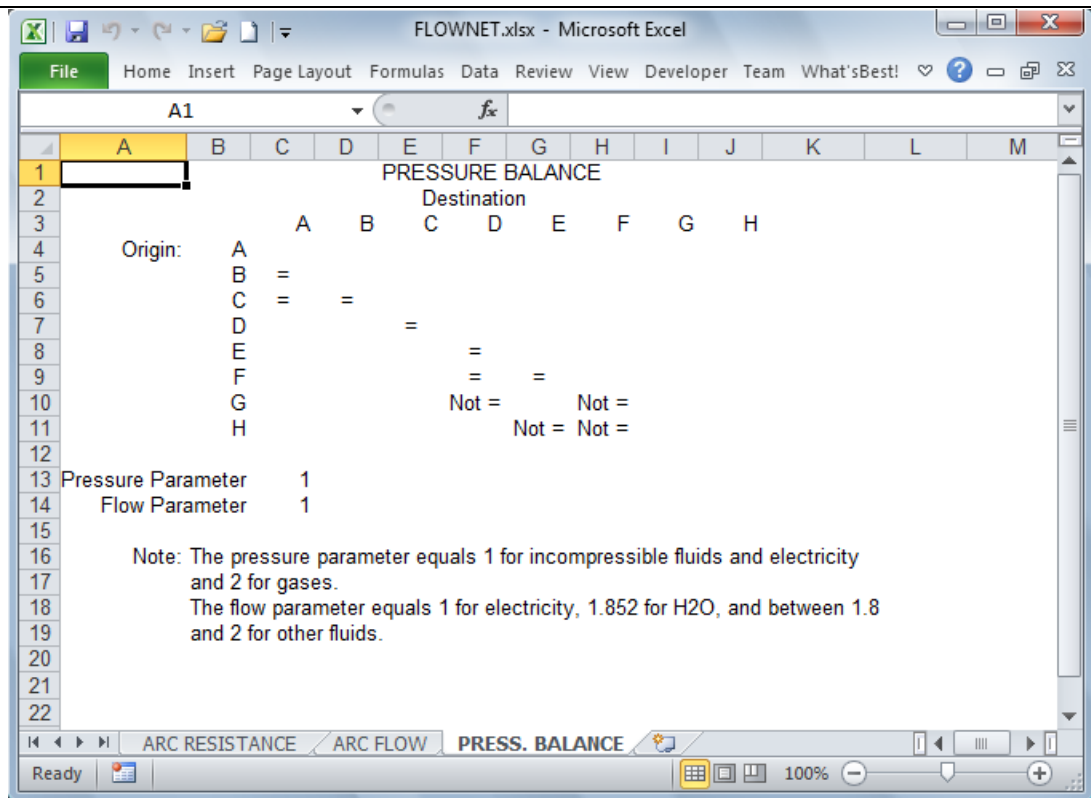 FLOWNET.xlsx - Microsoft Excel
File Home Insert Page Layout Formulas Data Review View Developer Team What'sBest!
A1 fx
A B C D E F G H I J K L M
1 PRESSURE BALANCE
2 Destination
3 A B C D E F G H
4 Origin: A
5 B =
6 C = =
7 D =
8 E =
9 F = =
10 G Not = Not =
11 H Not = Not =
12
13 Pressure Parameter 1
14 Flow Parameter 1
15
16 Note: The pressure parameter equals 1 for incompressible fluids and electricity
17 and 2 for gases.
18 The flow parameter equals 1 for electricity, 1.852 for H2O, and between 1.8
19 and 2 for other fluids.
20
21
22
ARC RESISTANCE ARC FLOW PRESS. BALANCE
Ready 100%